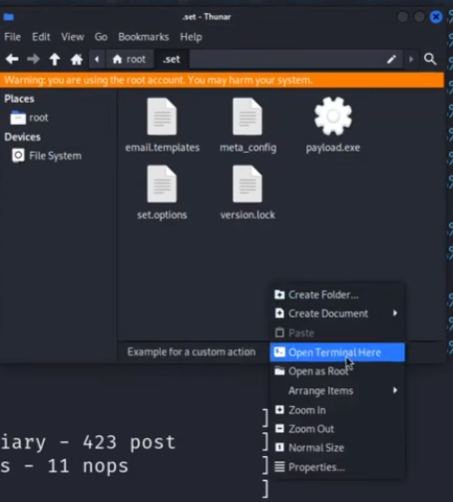 .set - Thunar
File Edit View Go Bookmarks Help
root .set
Warning: you are using the root account. You may harm your system.
Places
root
Devices
File System
email.templates meta_config payload.exe
set.options version.lock
Example for a custom action
Create Folder...
Create Document
Paste
Open Terminal Here
Open as Root
Arrange Items
Zoom In
Zoom Out
Normal Size
Properties...
]
iary - 423 post ]
s - 11 nops ]
]